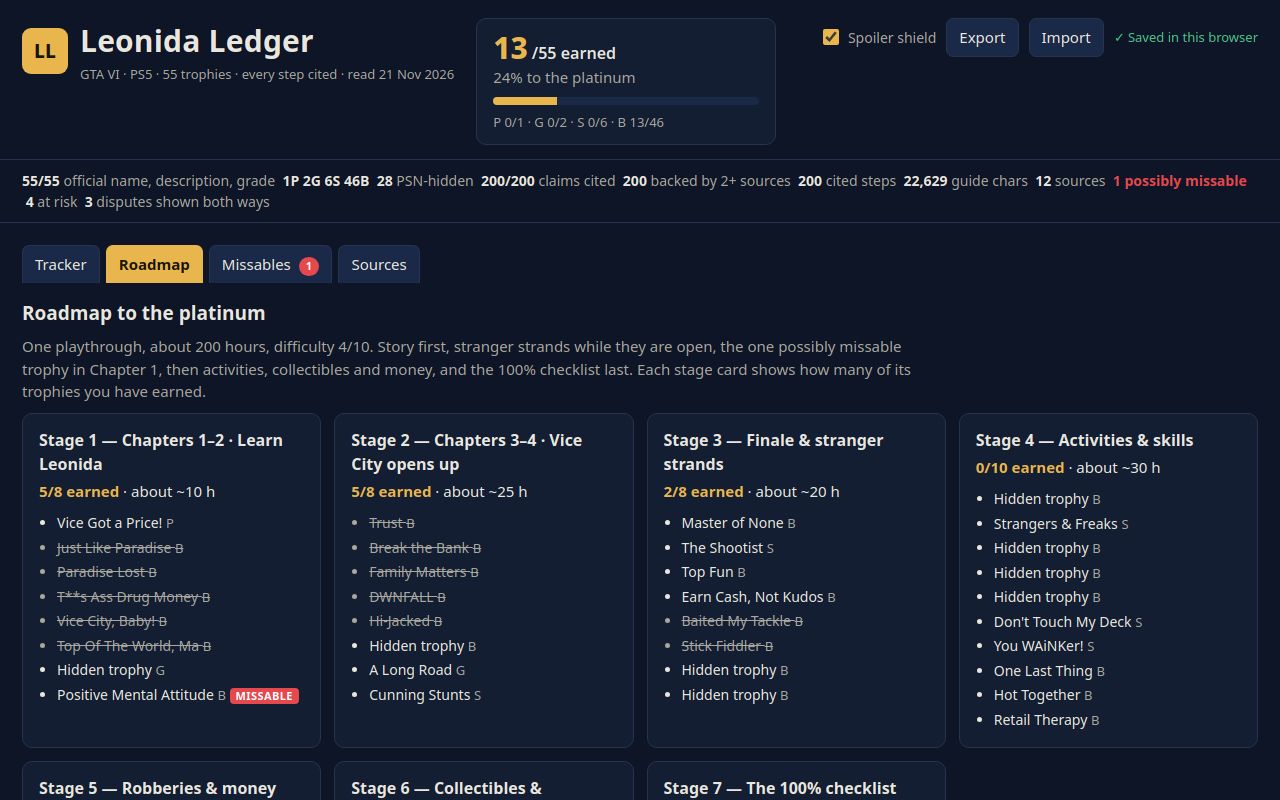 LL
Leonida Ledger
GTA VI · PS5 · 55 trophies · every step cited · read 21 Nov 2026
13 /55 earned
24% to the platinum
P 0/1 · G 0/2 · S 0/6 · B 13/46
Spoiler shield
Export
Import
✓ Saved in this browser
55/55 official name, description, grade 1P 2G 6S 46B 28 PSN-hidden 200/200 claims cited 200 backed by 2+ sources 200 cited steps 22,629 guide chars 12 sources 1 possibly missable
4 at risk 3 disputes shown both ways
Tracker
Roadmap
Missables 1
Sources
Roadmap to the platinum
One playthrough, about 200 hours, difficulty 4/10. Story first, stranger strands while they are open, the one possibly missable
trophy in Chapter 1, then activities, collectibles and money, and the 100% checklist last. Each stage card shows how many of its
trophies you have earned.
Stage 1 — Chapters 1–2 · Learn
Leonida
5/8 earned · about ~10 h
Vice Got a Price! P
Just Like Paradise B
Paradise Lost B
T**s Ass Drug Money B
Vice City, Baby! B
Top Of The World, Ma B
Hidden trophy G
Positive Mental Attitude B MISSABLE
Stage 2 — Chapters 3–4 · Vice
City opens up
5/8 earned · about ~25 h
Trust B
Break the Bank B
Family Matters B
DWNFALL B
Hi-Jacked B
Hidden trophy B
A Long Road G
Cunning Stunts S
Stage 3 — Finale & stranger
strands
2/8 earned · about ~20 h
Master of None B
The Shootist S
Top Fun B
Earn Cash, Not Kudos B
Baited My Tackle B
Stick Fiddler B
Hidden trophy B
Hidden trophy B
Stage 4 — Activities & skills
0/10 earned · about ~30 h
Hidden trophy B
Strangers & Freaks S
Hidden trophy B
Hidden trophy B
Hidden trophy B
Don't Touch My Deck S
You WAiNKer! S
One Last Thing B
Hot Together B
Retail Therapy B
Stage 5 — Robberies & money
Stage 6 — Collectibles &
Stage 7 — The 100% checklist